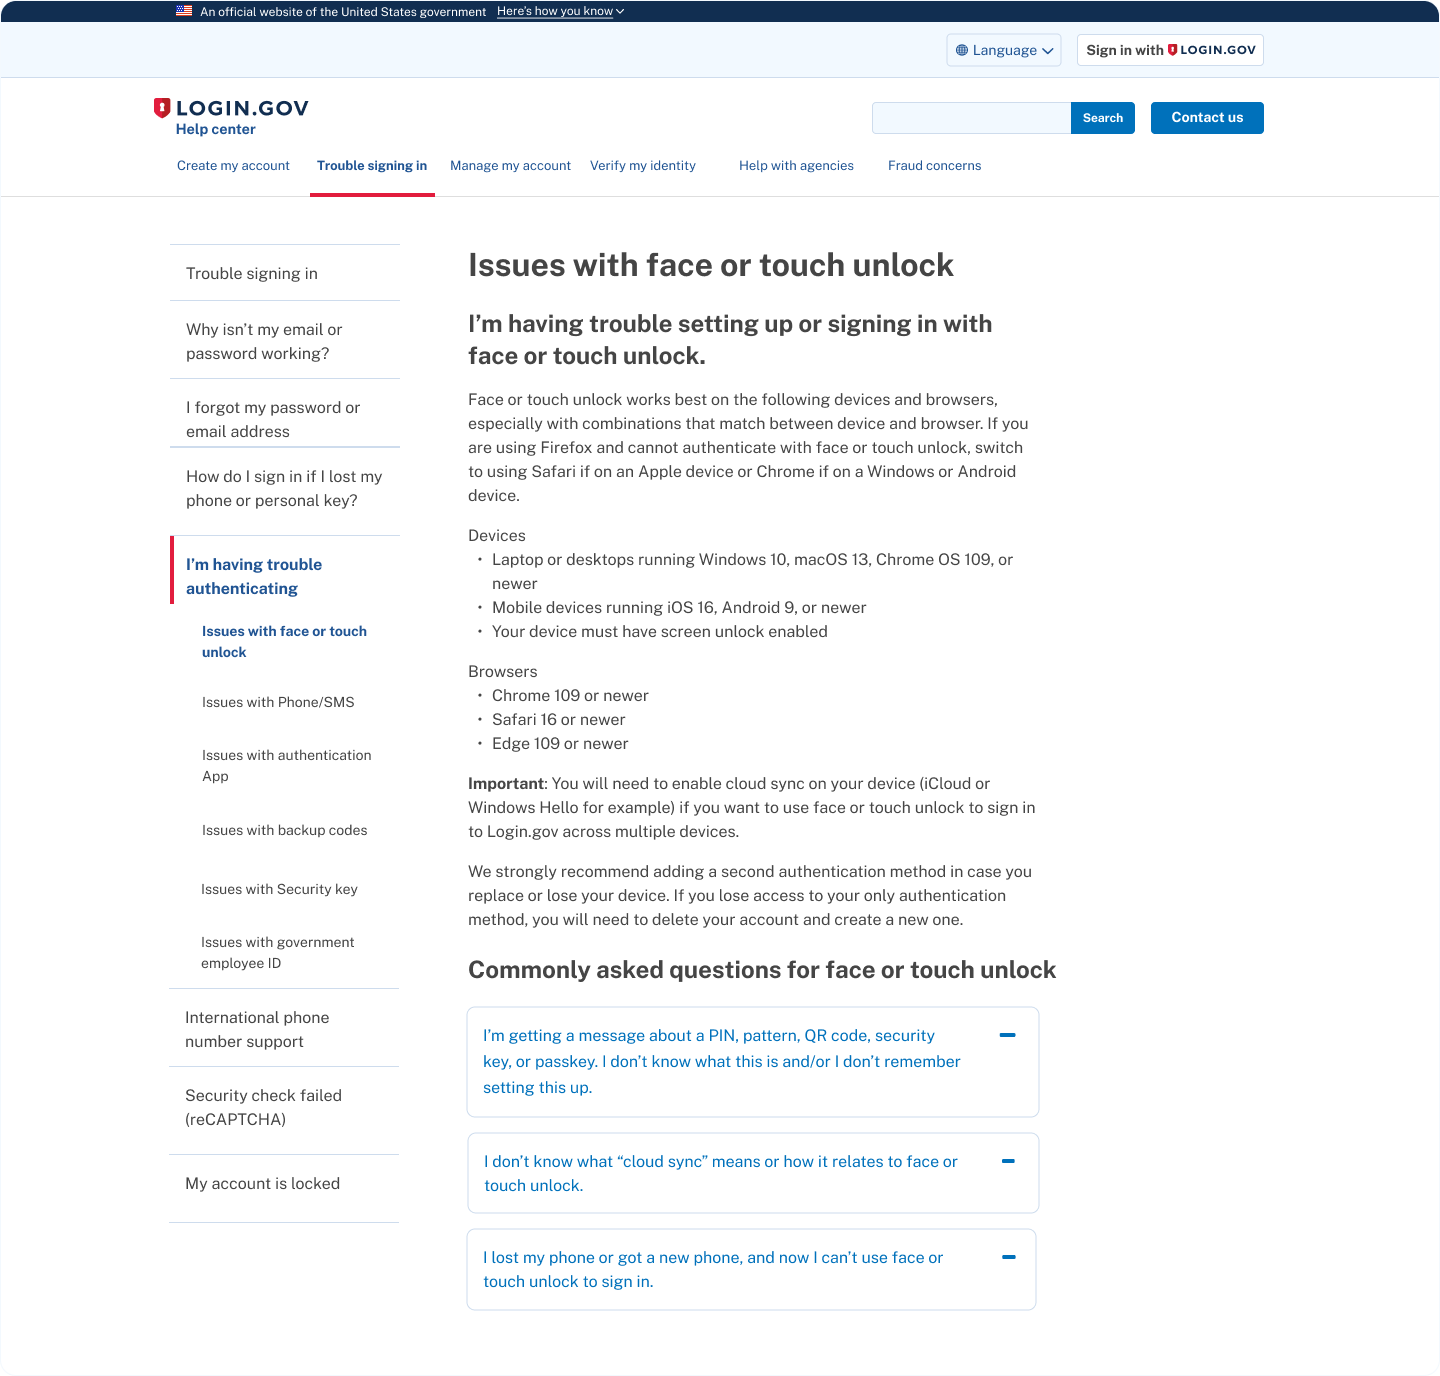 An official website of the United States government Here's how you know
Language
Sign in with LOGIN.GOV
LOGIN.GOV
Help center
Search
Contact us
Create my account
Trouble signing in
Manage my account
Verify my identity
Help with agencies
Fraud concerns
Trouble signing in
Why isn’t my email or
password working?
I forgot my password or
email address
How do I sign in if I lost my
phone or personal key?
I’m having trouble
authenticating
Issues with face or touch
unlock
Issues with Phone/SMS
Issues with authentication
App
Issues with backup codes
Issues with Security key
Issues with government
employee ID
International phone
number support
Security check failed
(reCAPTCHA)
My account is locked
Issues with face or touch unlock
I’m having trouble setting up or signing in with
face or touch unlock.
Face or touch unlock works best on the following devices and browsers,
especially with combinations that match between device and browser. If you
are using Firefox and cannot authenticate with face or touch unlock, switch
to using Safari if on an Apple device or Chrome if on a Windows or Android
device.
Devices
• Laptop or desktops running Windows 10, macOS 13, Chrome OS 109, or
newer
• Mobile devices running iOS 16, Android 9, or newer
• Your device must have screen unlock enabled
Browsers
• Chrome 109 or newer
• Safari 16 or newer
• Edge 109 or newer
Important: You will need to enable cloud sync on your device (iCloud or
Windows Hello for example) if you want to use face or touch unlock to sign in
to Login.gov across multiple devices.
We strongly recommend adding a second authentication method in case you
replace or lose your device. If you lose access to your only authentication
method, you will need to delete your account and create a new one.
Commonly asked questions for face or touch unlock
I’m getting a message about a PIN, pattern, QR code, security
key, or passkey. I don’t know what this is and/or I don’t remember
setting this up.
I don’t know what “cloud sync” means or how it relates to face or
touch unlock.
I lost my phone or got a new phone, and now I can’t use face or
touch unlock to sign in.